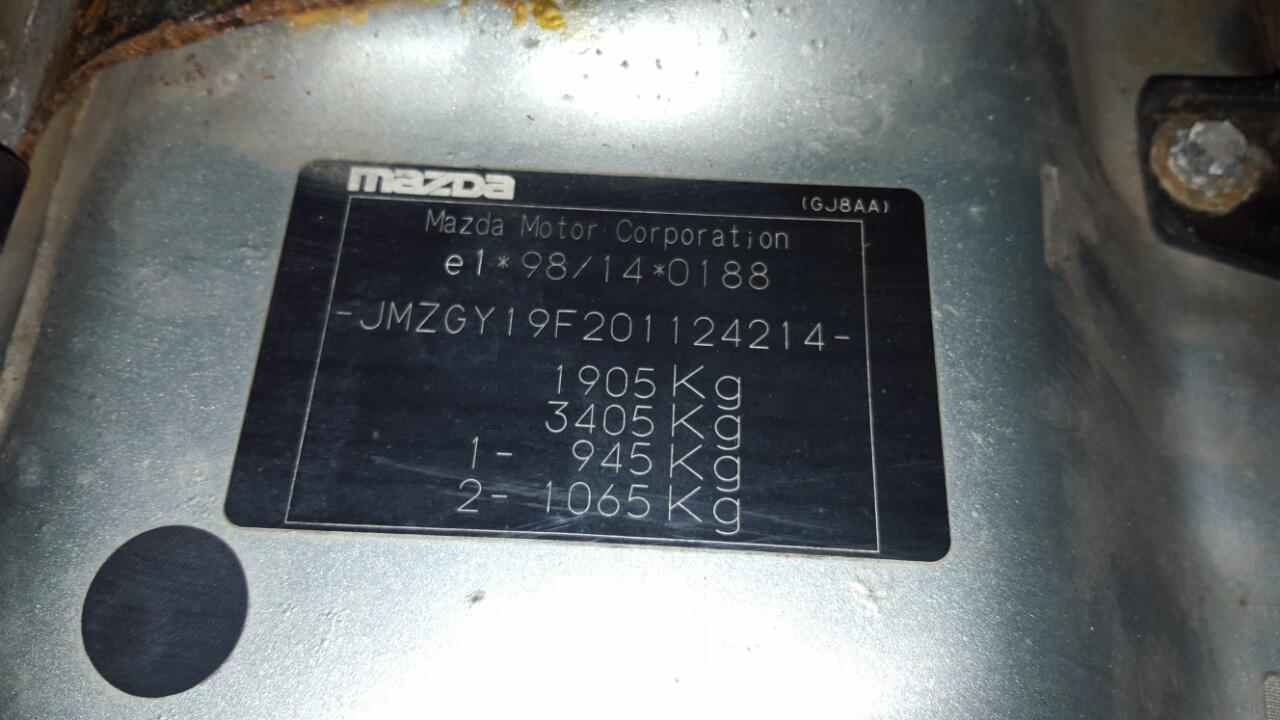 mazda
(GJ8AA)
Mazda Motor Corporation
e1*98/14*0188
-JMZGY19F201124214-
1905 Kg
3405 Kg
1- 945 Kg
2- 1065 Kg